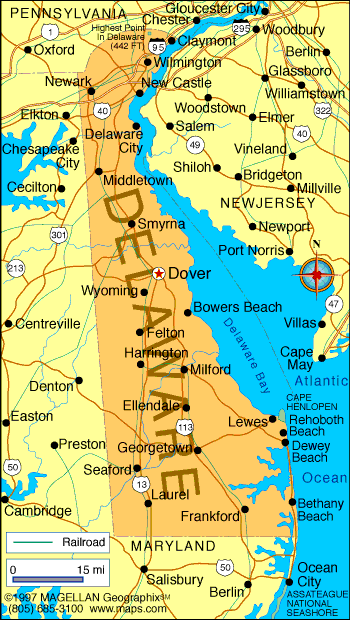 PENNSYLVANIA
Gloucester City
Chester
295
Woodbury
1
Highest Point
In Delaware
(442 FT)
95
Claymont
Oxford
Berlin
Wilmington
Glassboro
Newark
New Castle
Williamstown
Woodstown
40
40
322
Elkton
Delaware
City
Salem
Elmer
Chesapeake
City
49
Vineland
Shiloh
Bridgeton
Cecilton
Middletown
Millville
NEW JERSEY
DELAWARE
Smyrna
Newport
301
Port Norris
N
213
Dover
Wyoming
47
Bowers Beach
Centreville
Villas
Felton
Delaware Bay
Harrington
Cape
May
Milford
Denton
Atlantic
Ocean
CAPE
HENLOPEN
Ellendale
Easton
Lewes
Rehoboth
Beach
113
Dewey
Beach
Preston
Georgetown
50
Seaford
13
Laurel
Cambridge
Bethany
Beach
Frankford
Railroad
MARYLAND
0
15 mi
50
Ocean
City
Salisbury
Berlin
ASSATEAGUE
NATIONAL
SEASHORE
©1997 MAGELLAN Geographix℠
(805) 685-3100 www.maps.com